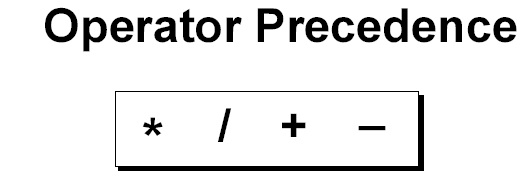 Operator Precedence
* / + –